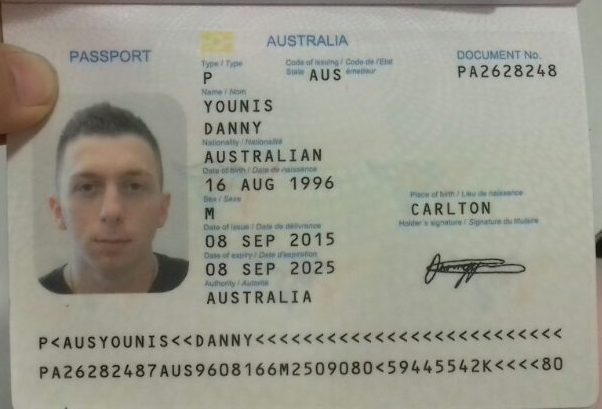 PASSPORT
AUSTRALIA
Type / Type
Code of issuing / Code de l'Etat
State émetteur
DOCUMENT No.
P
AUS
PA2628248
Name / Nom
YOUNIS
DANNY
Nationality / Nationalité
AUSTRALIAN
Date of birth / Date de naissance
16 AUG 1996
Sex / Sexe
Place of birth / Lieu de naissance
M
CARLTON
Date of issue / Date de délivrance
Holder's signature / Signature du titulaire
08 SEP 2015
Date of expiry / Date d'expiration
08 SEP 2025
Authority / Autorité
AUSTRALIA
P<AUSYOUNIS<<DANNY<<<<<<<<<<<<<<<<<<<<<<<<<<
PA26282487AUS9608166M2509080<59445542K<<<<80